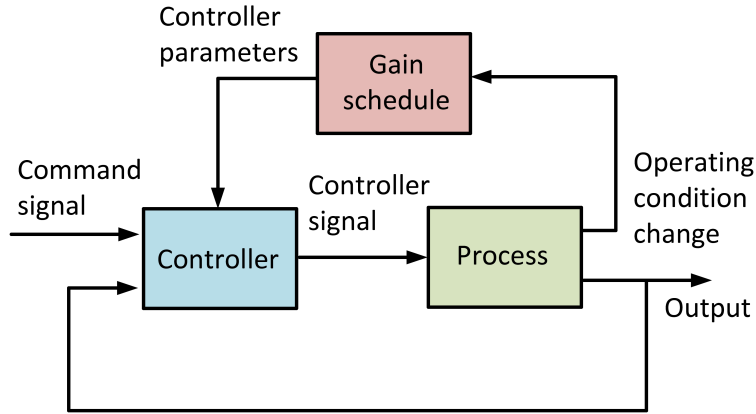 Controller
parameters
Gain
schedule
Command
signal
Controller
signal
Operating
condition
change
Controller
Process
Output